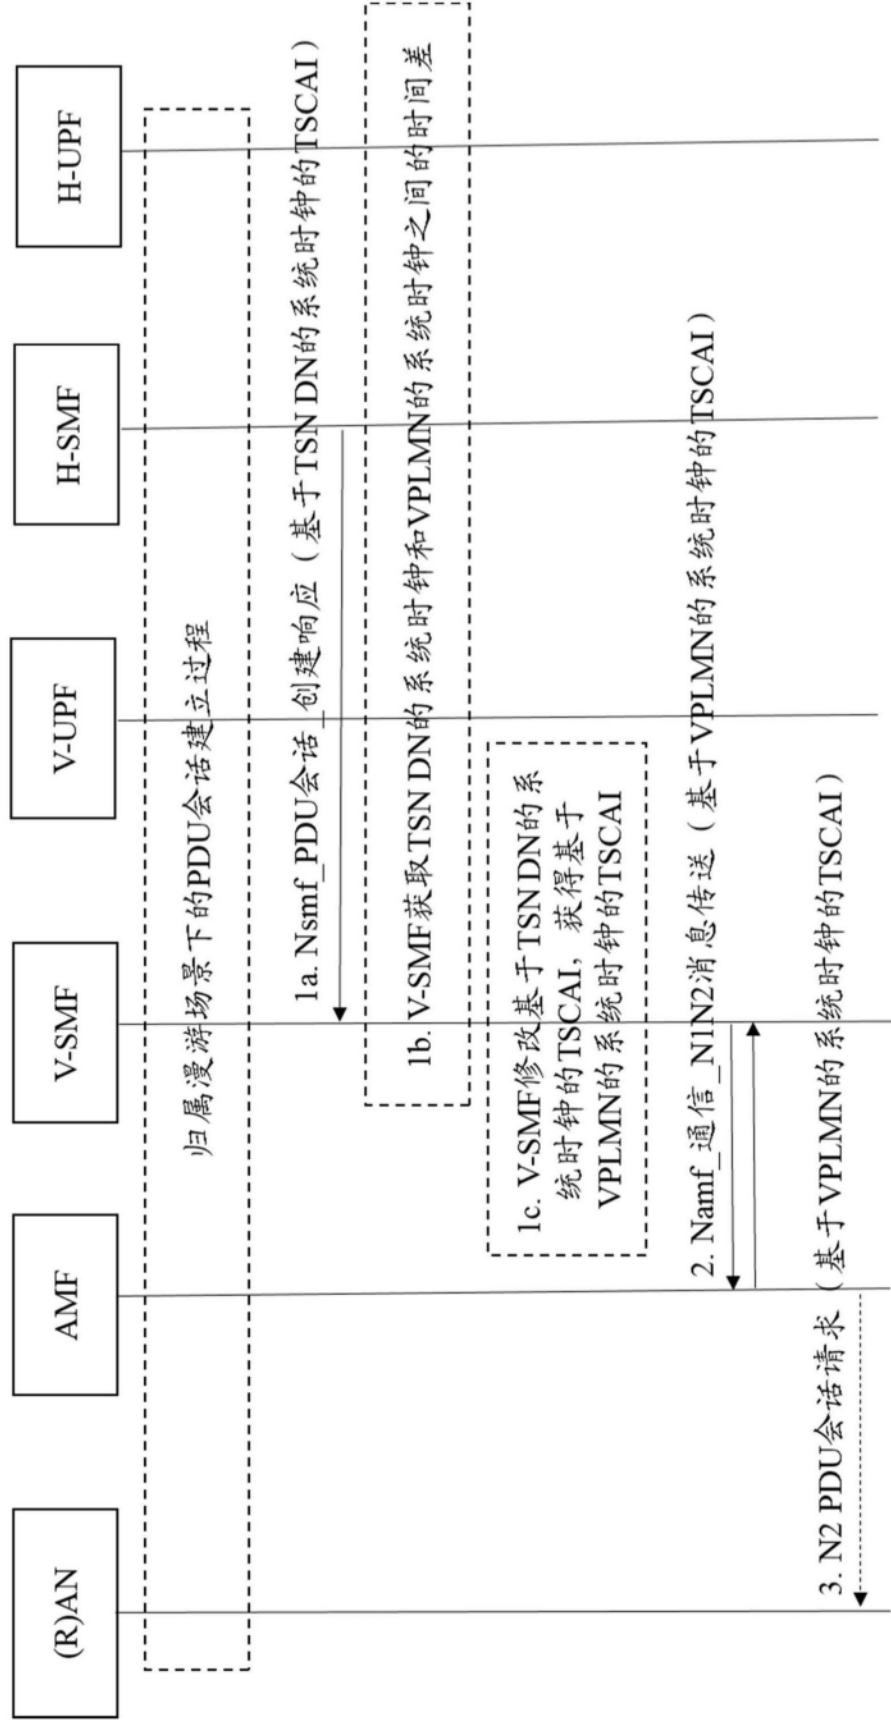 (R)AN
AMF
V-SMF
V-UPF
H-SMF
H-UPF
归属漫游场景下的PDU会话建立过程
1a. Nsmf_PDU会话_创建响应（基于TSN DN的系统时钟的TSCAI）
1b. V-SMF获取TSN DN的系统时钟和VPLMN的系统时钟之间的时间差
1c. V-SMF修改基于TSN DN的系
统时钟的TSCAI，获得基于
VPLMN的系统时钟的TSCAI
2. Namf_通信_N1N2消息传送（基于VPLMN的系统时钟的TSCAI）
3. N2 PDU会话请求（基于VPLMN的系统时钟的TSCAI）